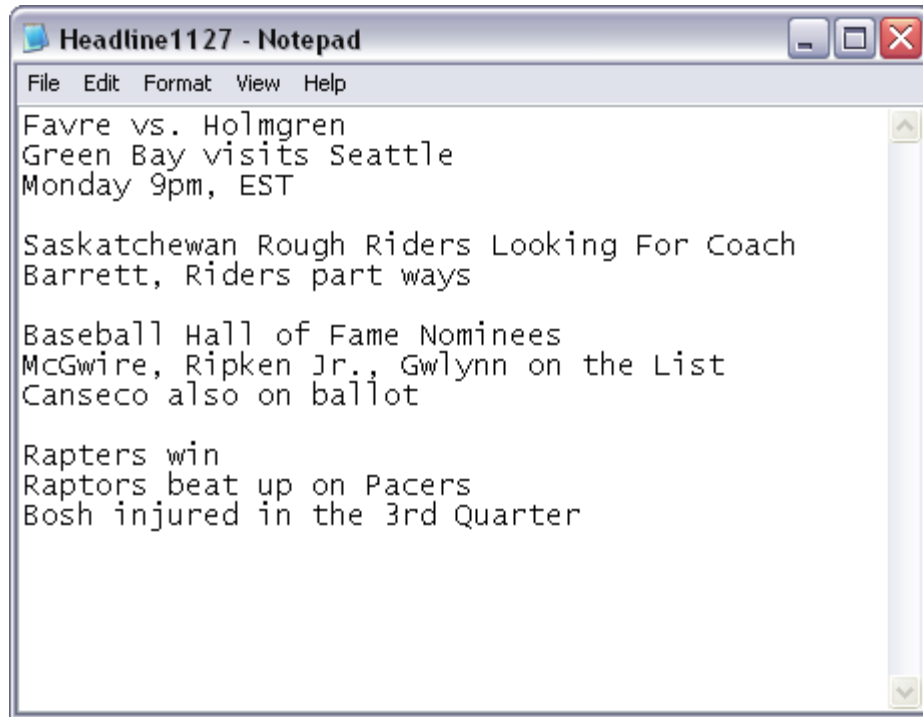 Headline1127 - Notepad
File Edit Format View Help
Favre vs. Holmgren
Green Bay visits Seattle
Monday 9pm, EST
Saskatchewan Rough Riders Looking For Coach
Barrett, Riders part ways
Baseball Hall of Fame Nominees
McGwire, Ripken Jr., Gwlynn on the List
Canseco also on ballot
Rapters win
Raptors beat up on Pacers
Bosh injured in the 3rd Quarter